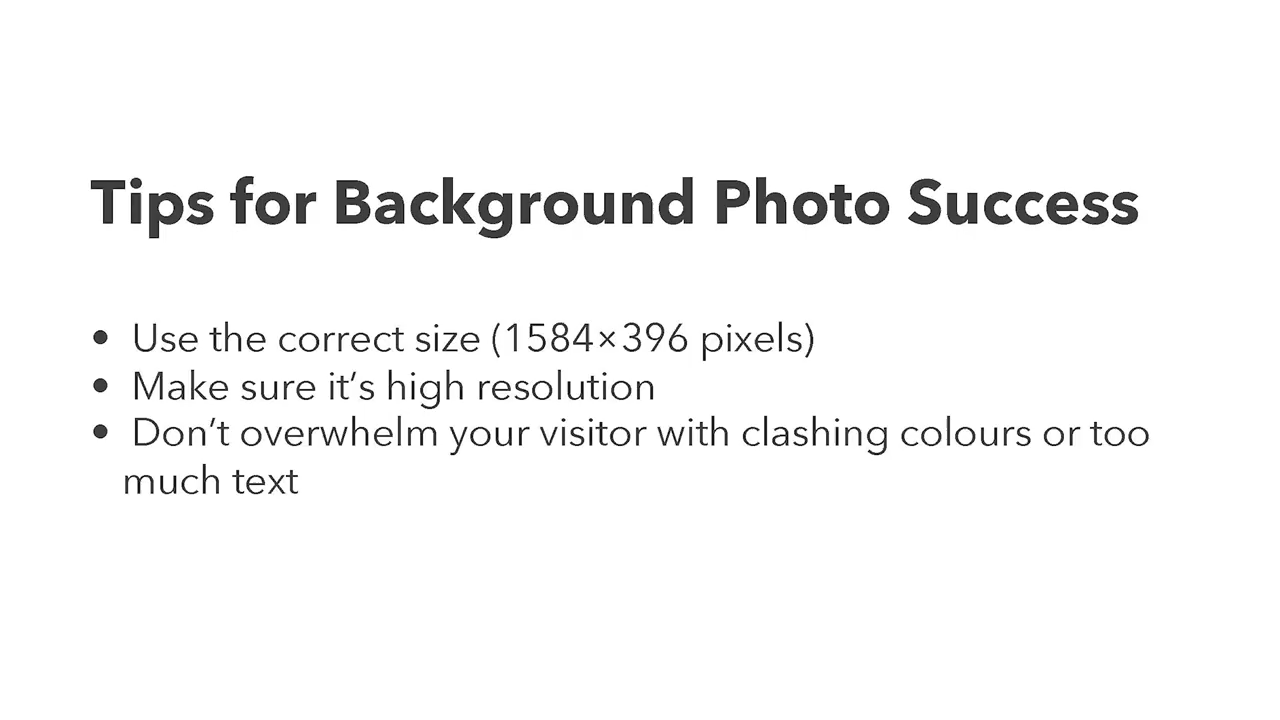 Tips for Background Photo Success
• Use the correct size (1584×396 pixels)
• Make sure it’s high resolution
• Don’t overwhelm your visitor with clashing colours or too
much text